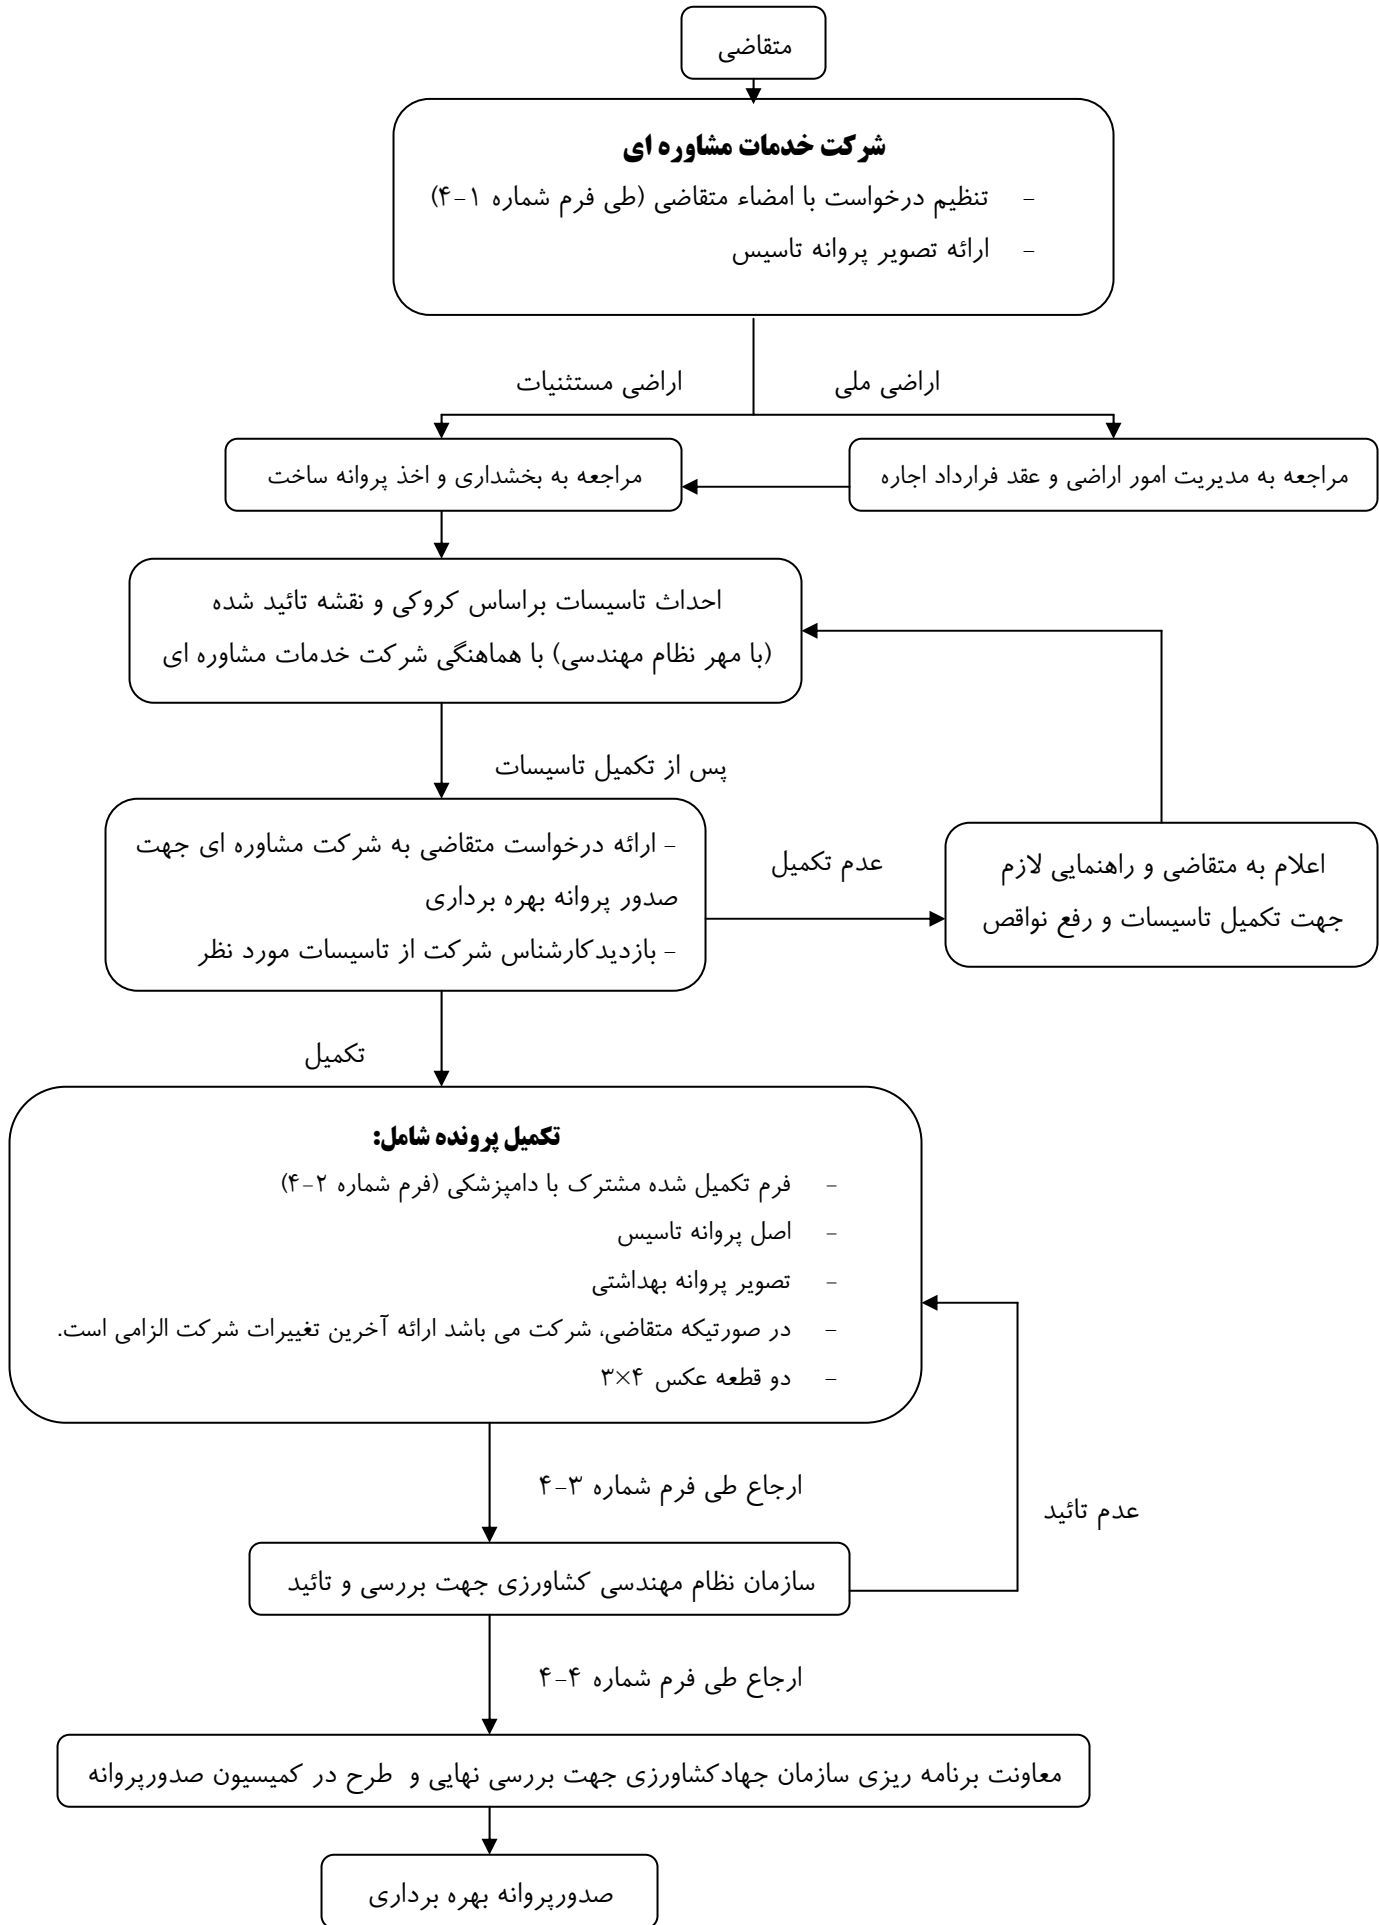 متقاضی
شرکت خدمات مشاوره ای
- تنظیم درخواست با امضاء متقاضی (طی فرم شماره ۱-۴)
- ارائه تصویر پروانه تاسیس
اراضی ملی
اراضی مستثنیات
مراجعه به مدیریت امور اراضی و عقد فرارداد اجاره
مراجعه به بخشداری و اخذ پروانه ساخت
احداث تاسیسات براساس کروکی و نقشه تائید شده
(با مهر نظام مهندسی) با هماهنگی شرکت خدمات مشاوره ای
پس از تکمیل تاسیسات
- ارائه درخواست متقاضی به شرکت مشاوره ای جهت
صدور پروانه بهره برداری
- بازدیدکارشناس شرکت از تاسیسات مورد نظر
عدم تکمیل
اعلام به متقاضی و راهنمایی لازم
جهت تکمیل تاسیسات و رفع نواقص
تکمیل
تکمیل پرونده شامل:
- فرم تکمیل شده مشترک با دامپزشکی (فرم شماره ۲-۴)
- اصل پروانه تاسیس
- تصویر پروانه بهداشتی
- در صورتیکه متقاضی، شرکت می باشد ارائه آخرین تغییرات شرکت الزامی است.
- دو قطعه عکس ۴×۳
ارجاع طی فرم شماره ۳-۴
عدم تائید
سازمان نظام مهندسی کشاورزی جهت بررسی و تائید
ارجاع طی فرم شماره ۴-۴
معاونت برنامه ریزی سازمان جهادکشاورزی جهت بررسی نهایی و طرح در کمیسیون صدورپروانه
صدورپروانه بهره برداری